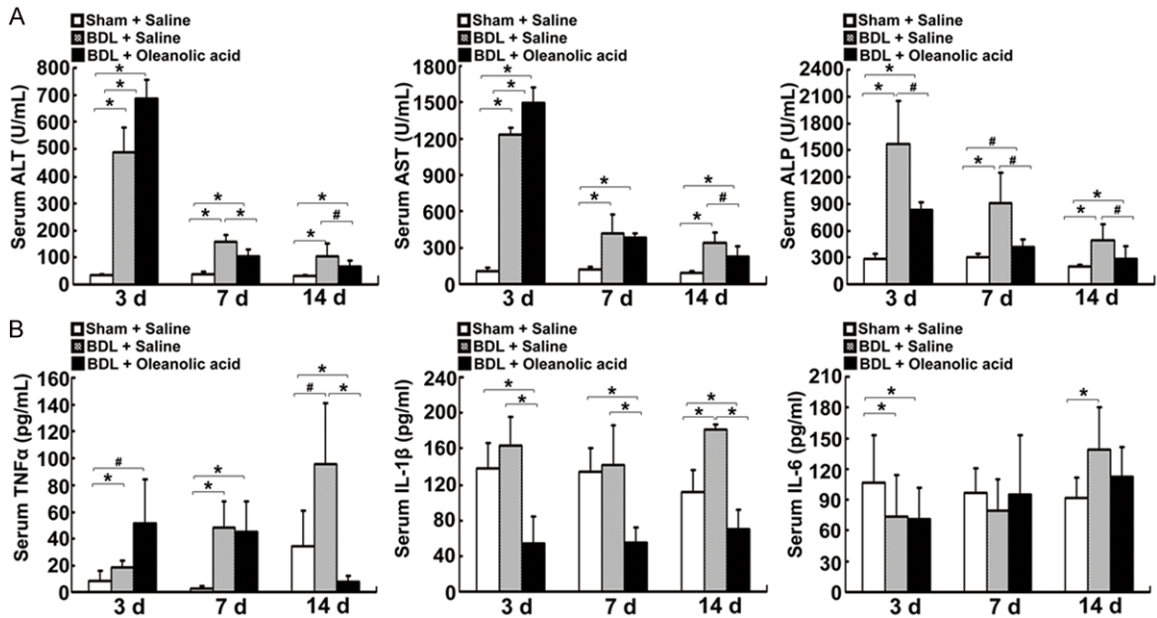 A
Sham + Saline
BDL + Saline
BDL + Oleanolic acid
Serum ALT (U/mL)
800
700
600
500
400
300
200
100
0
* * *
* * *
* * #
3 d 7 d 14 d
Sham + Saline
BDL + Saline
BDL + Oleanolic acid
Serum AST (U/mL)
1800
1500
1200
900
600
300
0
* * *
* *
* # *
3 d 7 d 14 d
Sham + Saline
BDL + Saline
BDL + Oleanolic acid
Serum ALP (U/mL)
2400
2100
1800
1500
1200
900
600
300
0
* * #
# * #
* * #
3 d 7 d 14 d
B
Sham + Saline
BDL + Saline
BDL + Oleanolic acid
Serum TNFα (pg/mL)
160
140
120
100
80
60
40
20
0
# *
* *
* # *
3 d 7 d 14 d
Sham + Saline
BDL + Saline
BDL + Oleanolic acid
Serum IL-1β (pg/ml)
240
200
160
120
80
40
0
* *
* *
* * *
3 d 7 d 14 d
Sham + Saline
BDL + Saline
BDL + Oleanolic acid
Serum IL-6 (pg/ml)
210
180
150
120
90
60
30
0
* *
*
3 d 7 d 14 d